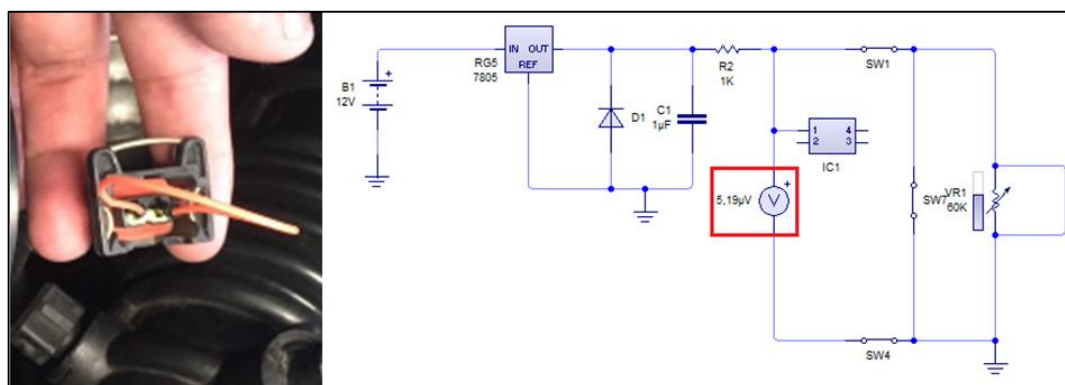 IN OUT
REF
RG5
7805
B1
12V
D1
C1
1µF
R2
1K
1
2
4
3
IC1
5,19µV
V
SW1
SW7
VR1
60K
SW4